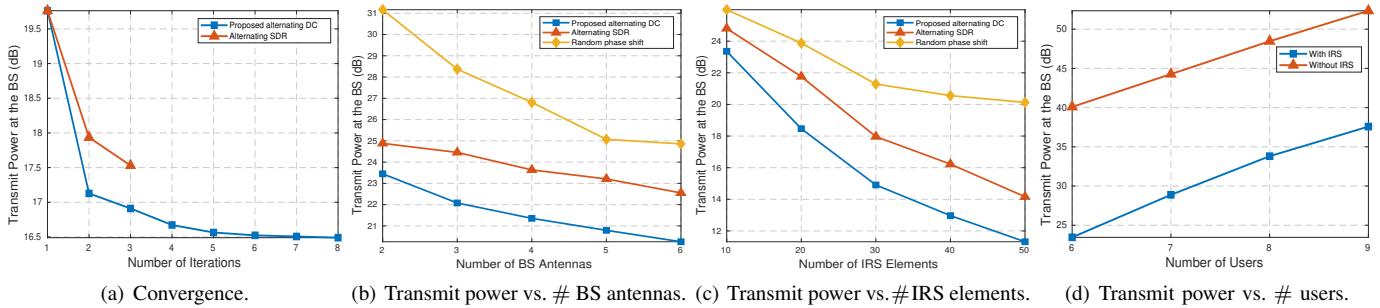 Transmit Power at the BS (dB)
19.5
19
18.5
18
17.5
17
16.5
1 2 3 4 5 6 7 8
Number of Iterations
Proposed alternating DC
Alternating SDR
(a) Convergence.
Transmit Power at the BS (dB)
31
30
29
28
27
26
25
24
23
22
21
2 3 4 5 6
Number of BS Antennas
Proposed alternating DC
Alternating SDR
Random phase shift
(b) Transmit power vs. # BS antennas.
Transmit Power at the BS (dB)
26
24
22
20
18
16
14
12
10 20 30 40 50
Number of IRS Elements
Proposed alternating DC
Alternating SDR
Random phase shift
(c) Transmit power vs.#IRS elements.
Transmit Power at the BS (dB)
50
45
40
35
30
25
6 7 8 9
Number of Users
With IRS
Without IRS
(d) Transmit power vs. # users.